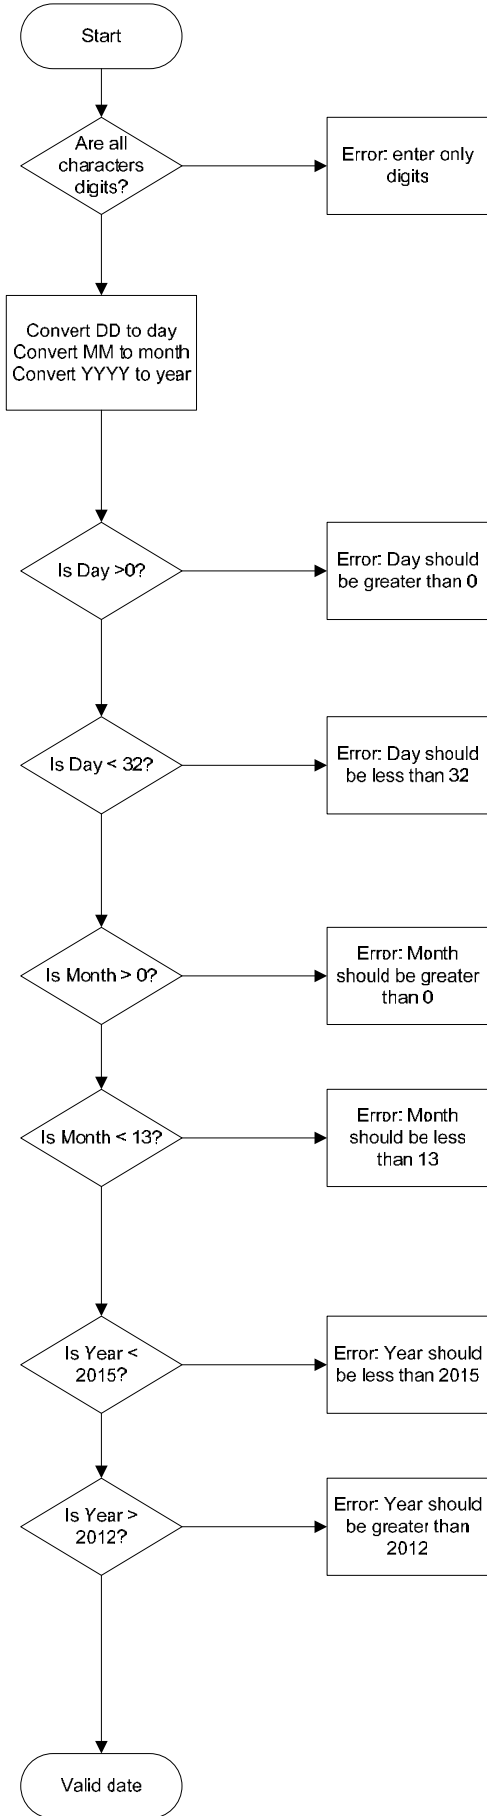 Start
Are all
characters
digits?
Error: enter only
digits
Convert DD to day
Convert MM to month
Convert YYYY to year
Is Day >0?
Error: Day should
be greater than 0
Is Day < 32?
Error: Day should
be less than 32
Is Month > 0?
Error: Month
should be greater
than 0
Is Month < 13?
Error: Month
should be less
than 13
Is Year <
2015?
Error: Year should
be less than 2015
Is Year >
2012?
Error: Year should
be greater than
2012
Valid date